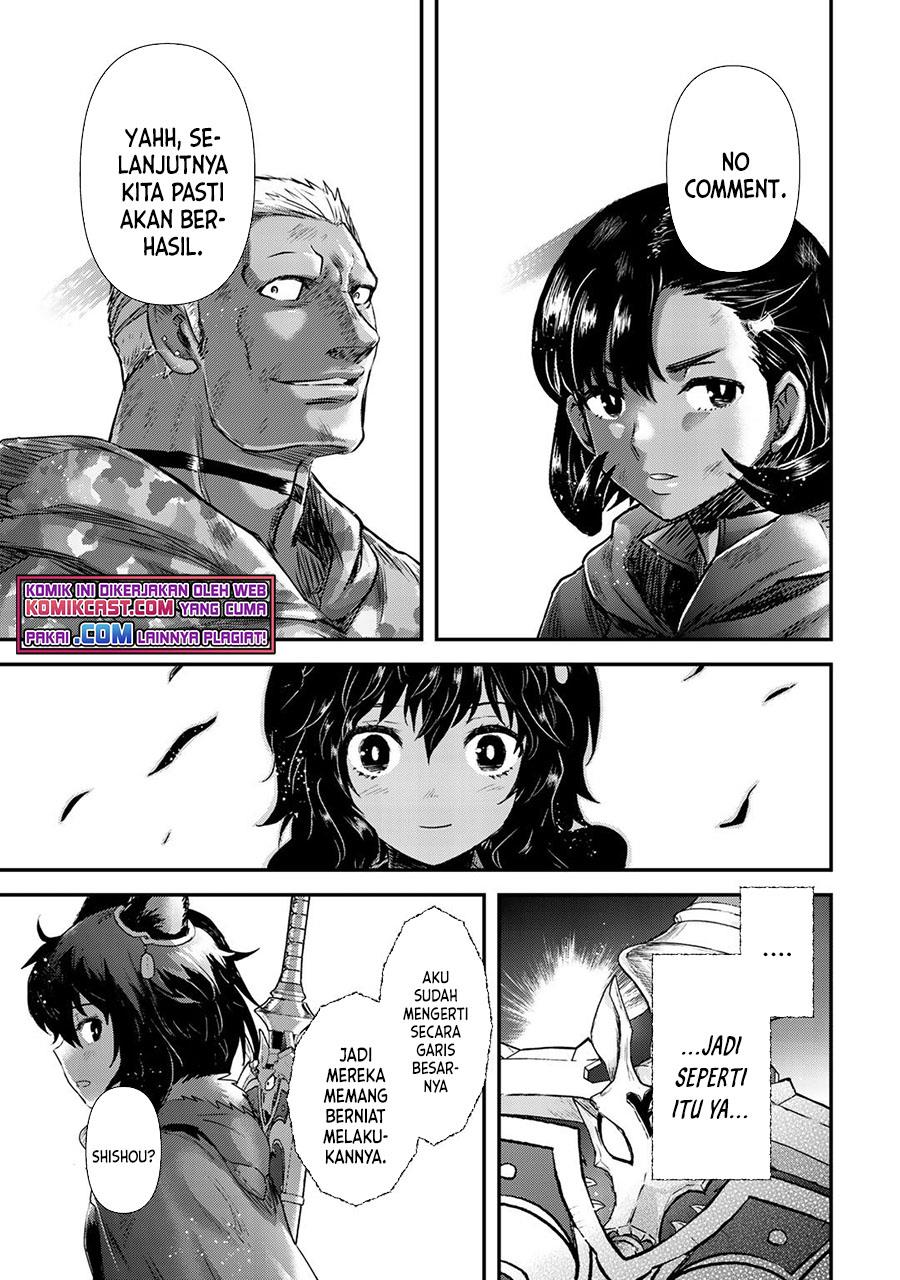 NO
COMMENT.
YAHH, SE-
LANJUTNYA
KITA PASTI
AKAN BER-
HASIL.
KOMIK INI DIKERJAKAN OLEH WEB
KOMIKCAST.COM YANG CUMA
PAKAI .COM LAINNYA PLAGIAT!
....
...JADI
SEPERTI
ITU YA...
AKU
SUDAH
MENGERTI
SECARA
GARIS
BESAR-
NYA
JADI
MEREKA
MEMANG
BERNIAT
MELAKU-
KANNYA.
SHISHOU?